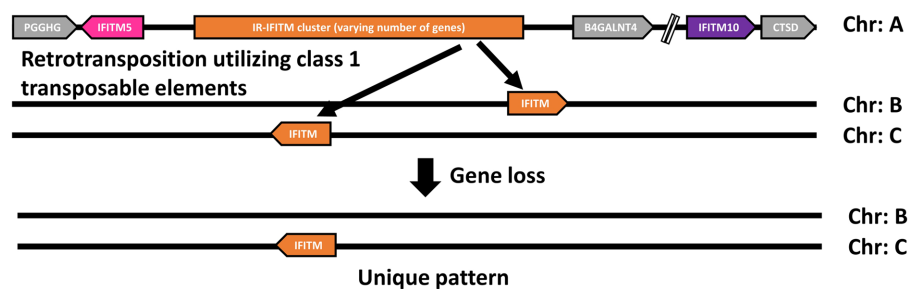 PGGHG IFITM5 IR-IFITM cluster (varying number of genes) B4GALNT4 IFITM10 CTSD Chr: A
Retrotransposition utilizing class 1
transposable elements
IFITM Chr: B
IFITM Chr: C
Gene loss
Chr: B
IFITM Chr: C
Unique pattern